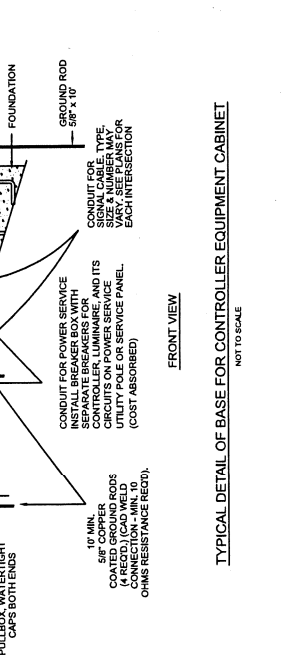 PULLBOX, WATERTIGHT
CAPS BOTH ENDS
10' MIN.
5/8" COPPER
COATED GROUND RODS
(4 REQ'D.) (CAD WELD
CONNECTION - MIN. 10
OHMS RESISTANCE REQ'D).
CONDUIT FOR POWER SERVICE
INSTALL BREAKER BOX WITH
SEPARATE BREAKERS FOR
CONTROLLER, LUMINAIRE, AND ITS
CIRCUITS ON POWER SERVICE
UTILITY POLE OR SERVICE PANEL.
(COST ABSORBED)
CONDUIT FOR
SIGNAL CABLE, TYPE,
SIZE & NUMBER MAY
VARY. SEE PLANS FOR
EACH INTERSECTION
FOUNDATION
GROUND ROD
5/8" x 10'
FRONT VIEW
TYPICAL DETAIL OF BASE FOR CONTROLLER EQUIPMENT CABINET
NOT TO SCALE